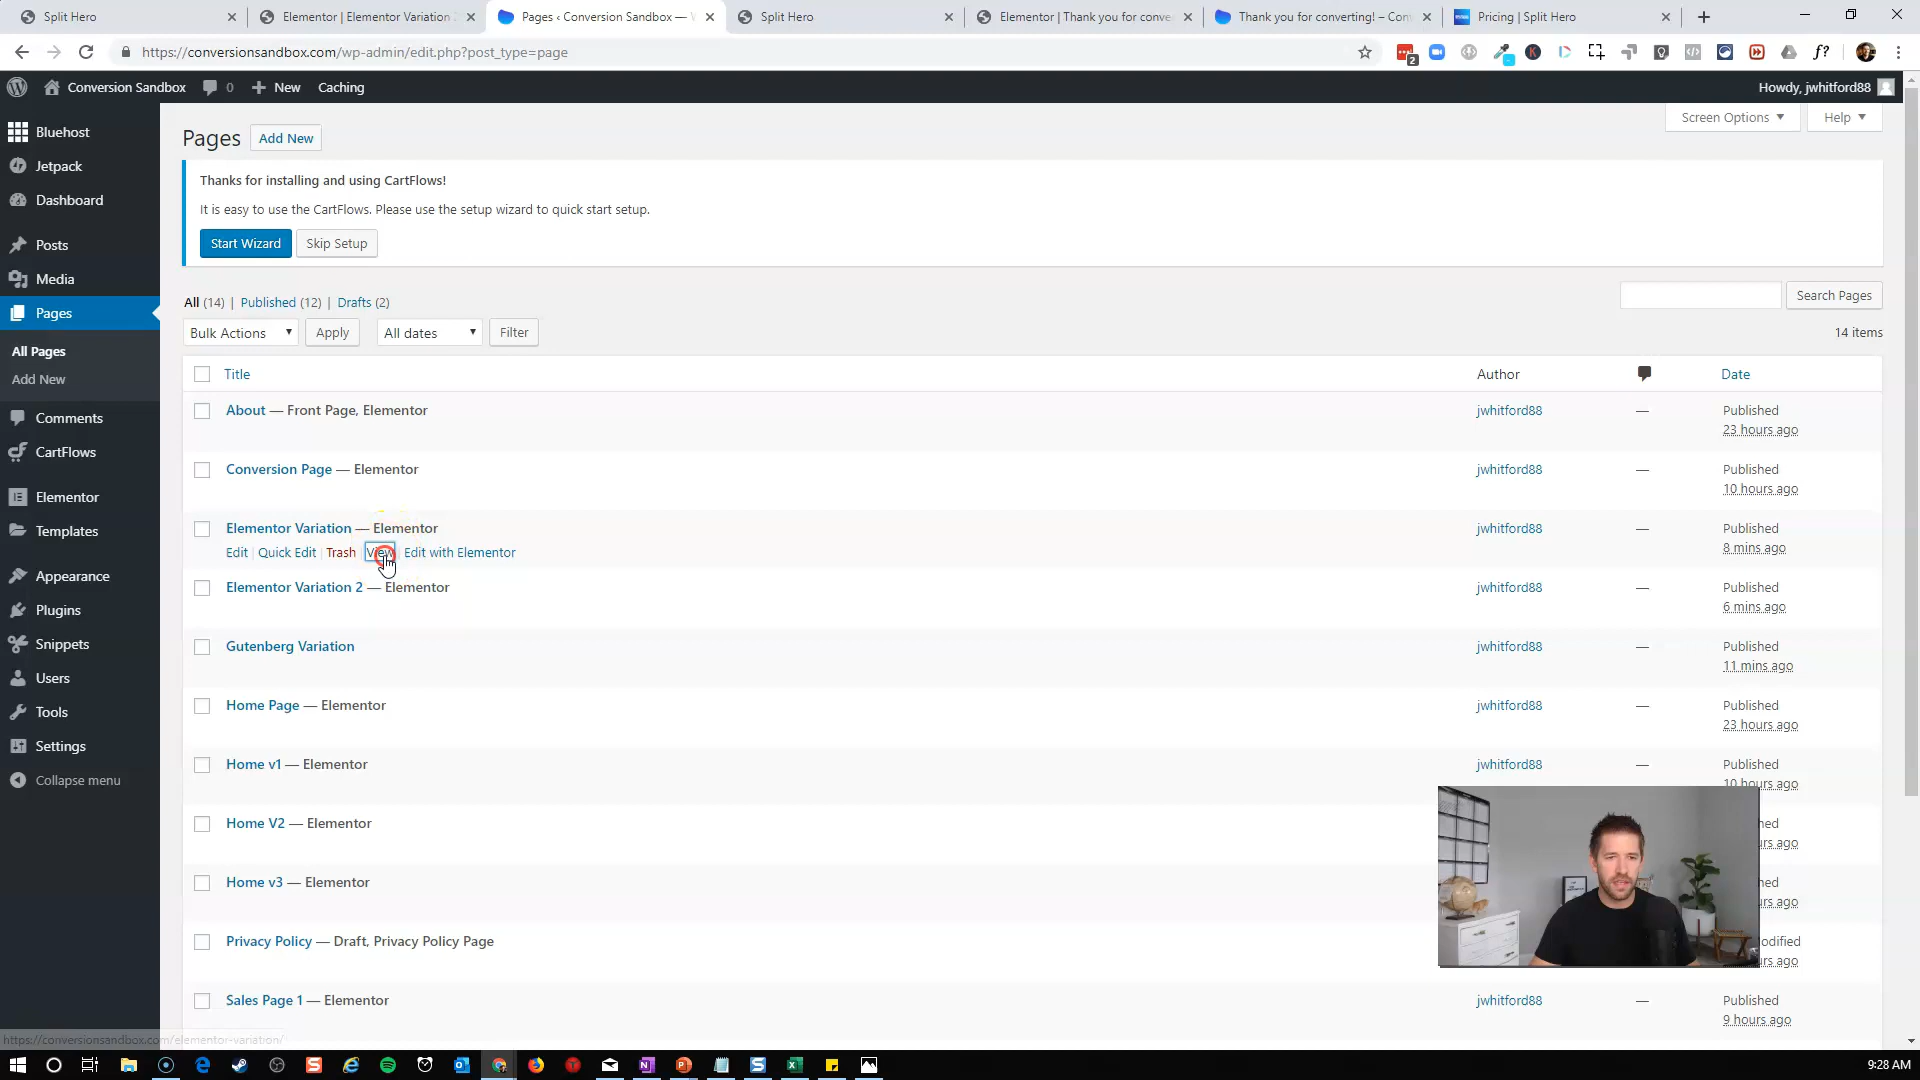 Split Hero
Elementor | Elementor Variation 2
Pages ‹ Conversion Sandbox — W
Split Hero
Elementor | Thank you for conve
Thank you for converting! – Con
Pricing | Split Hero
https://conversionsandbox.com/wp-admin/edit.php?post_type=page
2
K
f?
Conversion Sandbox
0
New
Caching
Howdy, jwhitford88
Bluehost
Jetpack
Dashboard
Posts
Media
Pages
All Pages
Add New
Comments
CartFlows
Elementor
Templates
Appearance
Plugins
Snippets
Users
Tools
Settings
Collapse menu
Screen Options
Help
Pages
Add New
Thanks for installing and using CartFlows!
It is easy to use the CartFlows. Please use the setup wizard to quick start setup.
Start Wizard
Skip Setup
All (14) | Published (12) | Drafts (2)
Search Pages
Bulk Actions
Apply
All dates
Filter
14 items
Title
Author
Date
About — Front Page, Elementor
jwhitford88
—
Published
23 hours ago
Conversion Page — Elementor
jwhitford88
—
Published
10 hours ago
Elementor Variation — Elementor
Edit | Quick Edit | Trash | View | Edit with Elementor
jwhitford88
—
Published
8 mins ago
Elementor Variation 2 — Elementor
jwhitford88
—
Published
6 mins ago
Gutenberg Variation
jwhitford88
—
Published
11 mins ago
Home Page — Elementor
jwhitford88
—
Published
23 hours ago
Home v1 — Elementor
jwhitford88
—
Published
10 hours ago
Home V2 — Elementor
hed
urs ago
Home v3 — Elementor
hed
urs ago
Privacy Policy — Draft, Privacy Policy Page
odified
urs ago
Sales Page 1 — Elementor
jwhitford88
—
Published
9 hours ago
https://conversionsandbox.com/elementor-variation/
9:28 AM